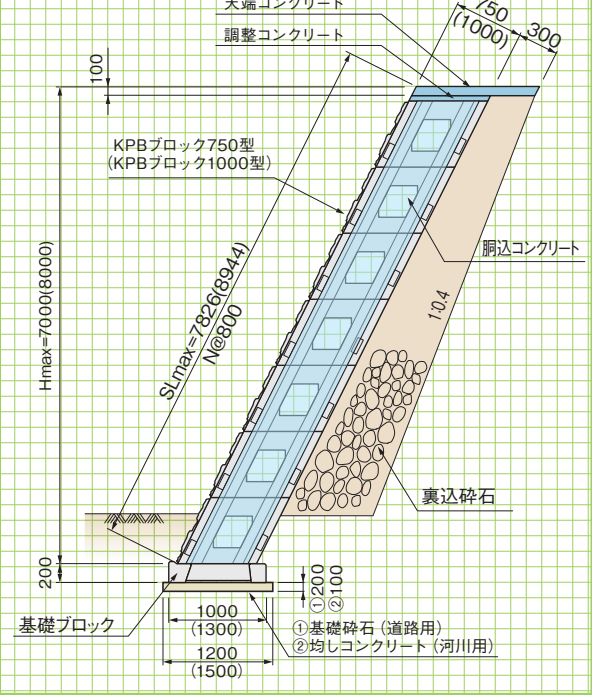 天端コンクリート
調整コンクリート
750
(1000)
300
100
KPBブロック750型
(KPBブロック1000型)
胴込コンクリート
Hmax=7000(8000)
SLmax=7826(8944)
N@800
1:0.4
裏込砕石
200
①200
②100
基礎ブロック
1000
(1300)
1200
(1500)
①基礎砕石(道路用)
②均しコンクリート(河川用)